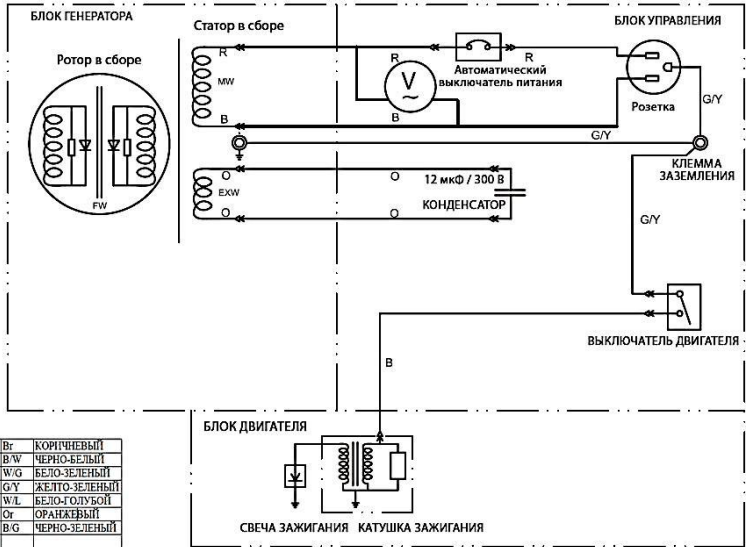 БЛОК ГЕНЕРАТОРА
Статор в сборе
БЛОК УПРАВЛЕНИЯ
Ротор в сборе
R
MW
B
R
V
B
Автоматический
выключатель питания
R
Розетка
G/Y
G/Y
КЛЕММА
ЗАЗЕМЛЕНИЯ
FW
O
EXW
O
O
O
12 мкФ / 300 В
КОНДЕНСАТОР
G/Y
ВЫКЛЮЧАТЕЛЬ ДВИГАТЕЛЯ
B
БЛОК ДВИГАТЕЛЯ
СВЕЧА ЗАЖИГАНИЯ КАТУШКА ЗАЖИГАНИЯ
Br КОРИЧНЕВЫЙ
B/W ЧЕРНО-БЕЛЫЙ
W/G БЕЛО-ЗЕЛЕНЫЙ
G/Y ЖЕЛТО-ЗЕЛЕНЫЙ
W/L БЕЛО-ГОЛУБОЙ
Or ОРАНЖЕВЫЙ
B/G ЧЕРНО-ЗЕЛЕНЫЙ